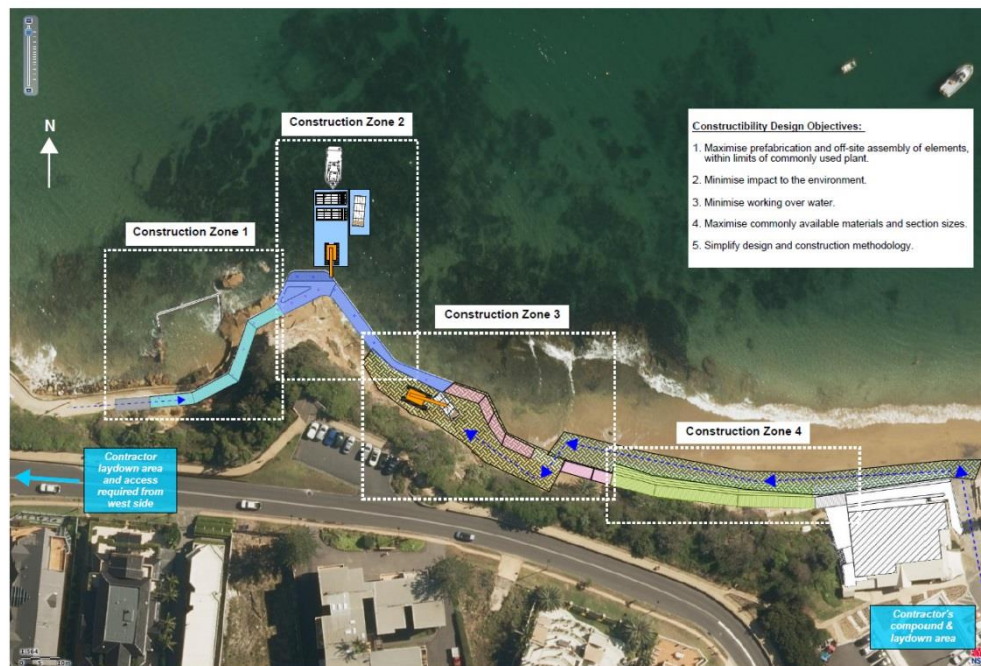 Construction Zone 2
N
Constructibility Design Objectives:
1. Maximise prefabrication and off-site assembly of elements,
within limits of commonly used plant.
2. Minimise impact to the environment.
3. Minimise working over water.
4. Maximise commonly available materials and section sizes.
5. Simplify design and construction methodology.
Construction Zone 1
Construction Zone 3
Construction Zone 4
Contractor
laydown area
and access
required from
west side
Contractor's
compound &
laydown area